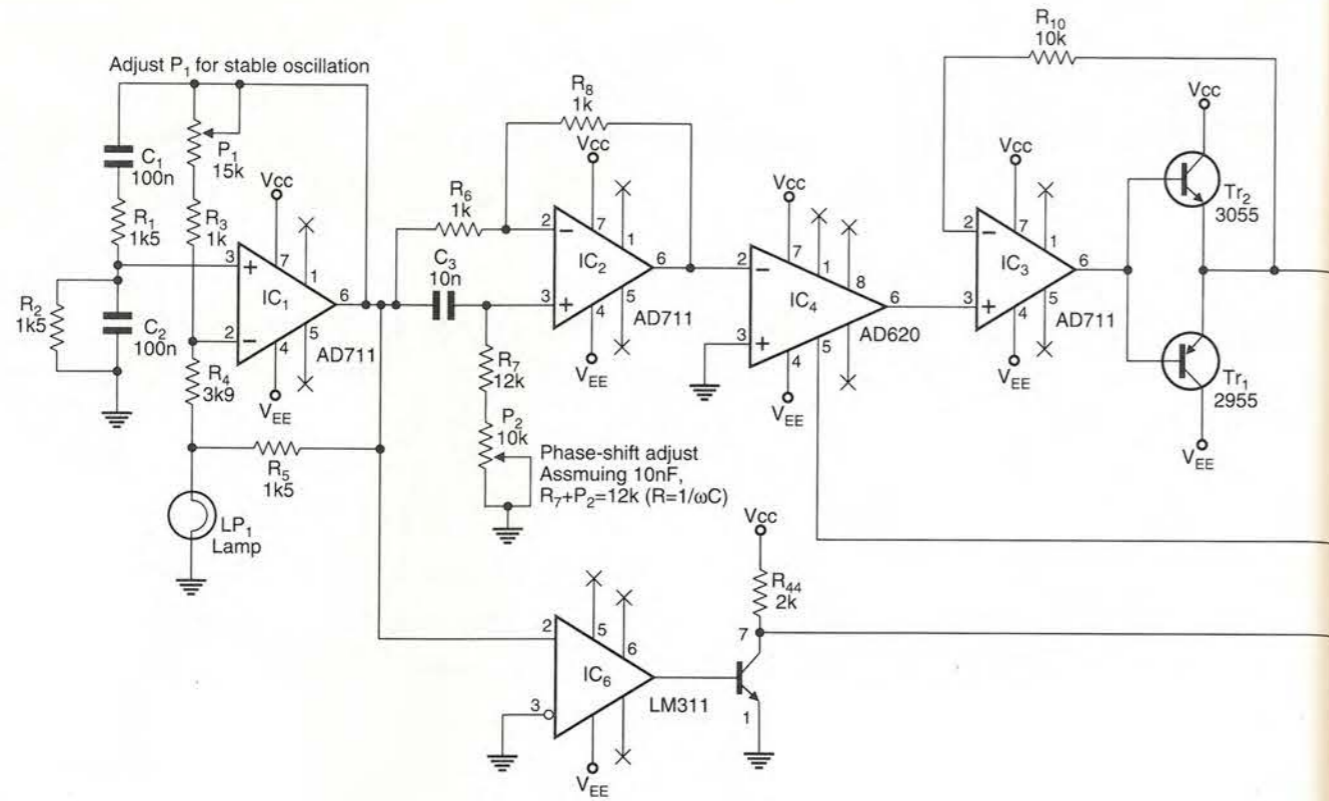 Adjust P1 for stable oscillation
C1
100n
R1
1k5
R2
1k5
C2
100n
P1
15k
R3
1k
R4
3k9
R5
1k5
LP1
Lamp
Vcc
3
+
7
1
IC1
6
2
−
5
4
AD711
VEE
R6
1k
C3
10n
R8
1k
Vcc
2
−
7
1
IC2
6
3
+
5
4
AD711
VEE
R7
12k
P2
10k
Phase-shift adjust
Assmuing 10nF,
R7+P2=12k (R=1/ωC)
Vcc
2
−
7
1
8
IC4
6
3
+
4
5
AD620
VEE
R10
10k
Vcc
2
−
7
1
IC3
6
3
+
5
4
AD711
VEE
Vcc
Tr2
3055
Tr1
2955
VEE
2
5
6
IC6
3
LM311
VEE
Vcc
R44
2k
7
1